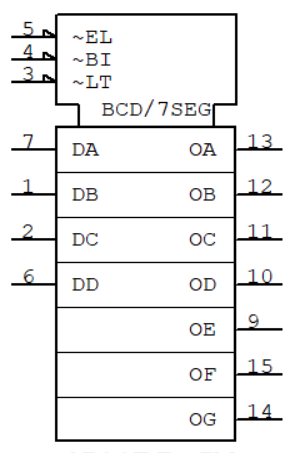 5 ~EL
4 ~BI
3 ~LT
BCD/7SEG
7 DA OA 13
1 DB OB 12
2 DC OC 11
6 DD OD 10
OE 9
OF 15
OG 14